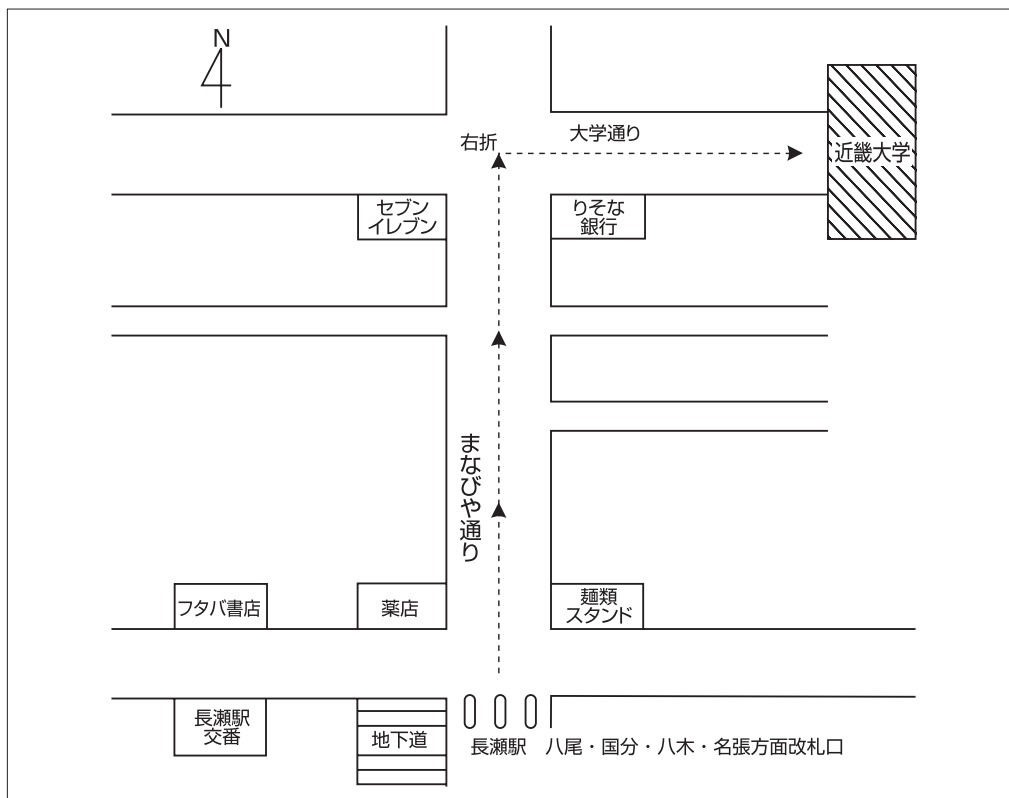 N
右折
大学通り
近畿大学
セブン
イレブン
りそな
銀行
まなびや通り
フタバ書店
薬店
麺類
スタンド
長瀬駅
交番
地下道
長瀬駅 八尾・国分・八木・名張方面改札口